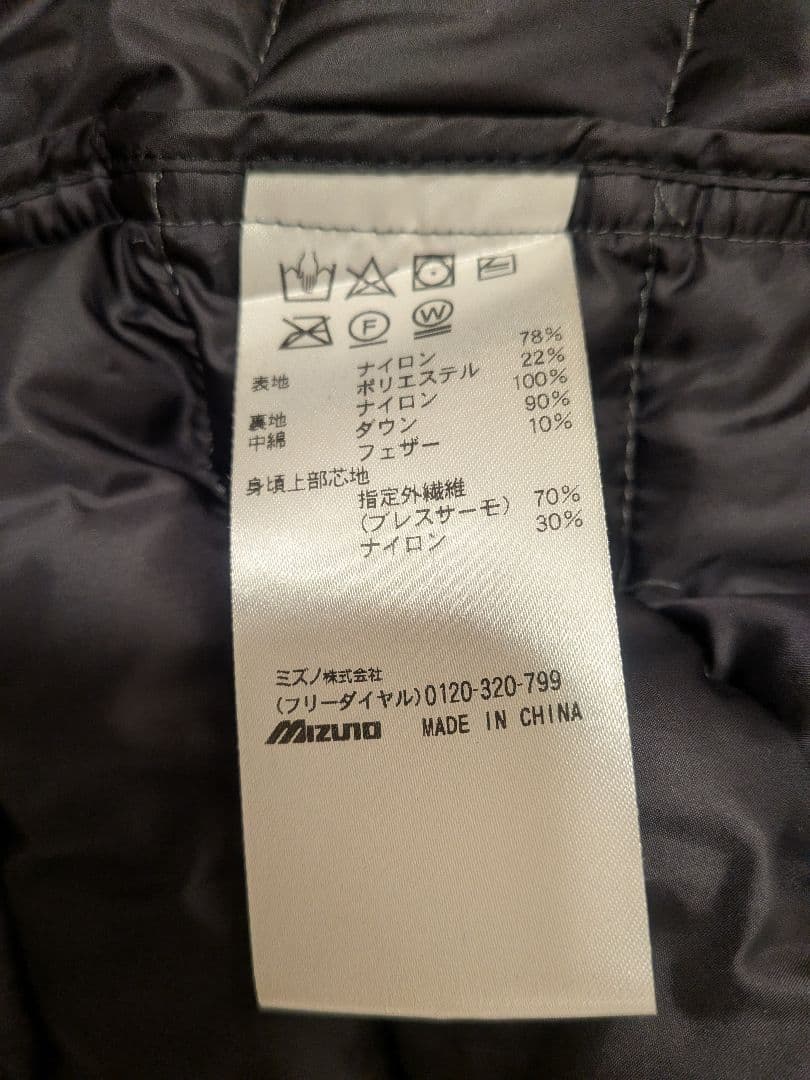 F W
表地 ナイロン 78%
ポリエステル 22%
裏地 ナイロン 100%
中綿 ダウン 90%
フェザー 10%
身頃上部芯地
指定外繊維
(ブレスサーモ) 70%
ナイロン 30%
ミズノ株式会社
(フリーダイヤル)0120-320-799
MIZUNO MADE IN CHINA